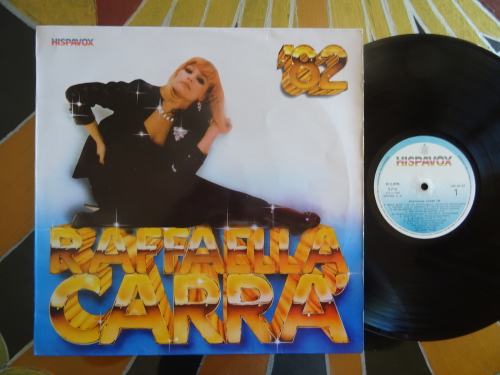 HISPAVOX
'82
RAFFAELLA
CARRA'
HISPAVOX
1